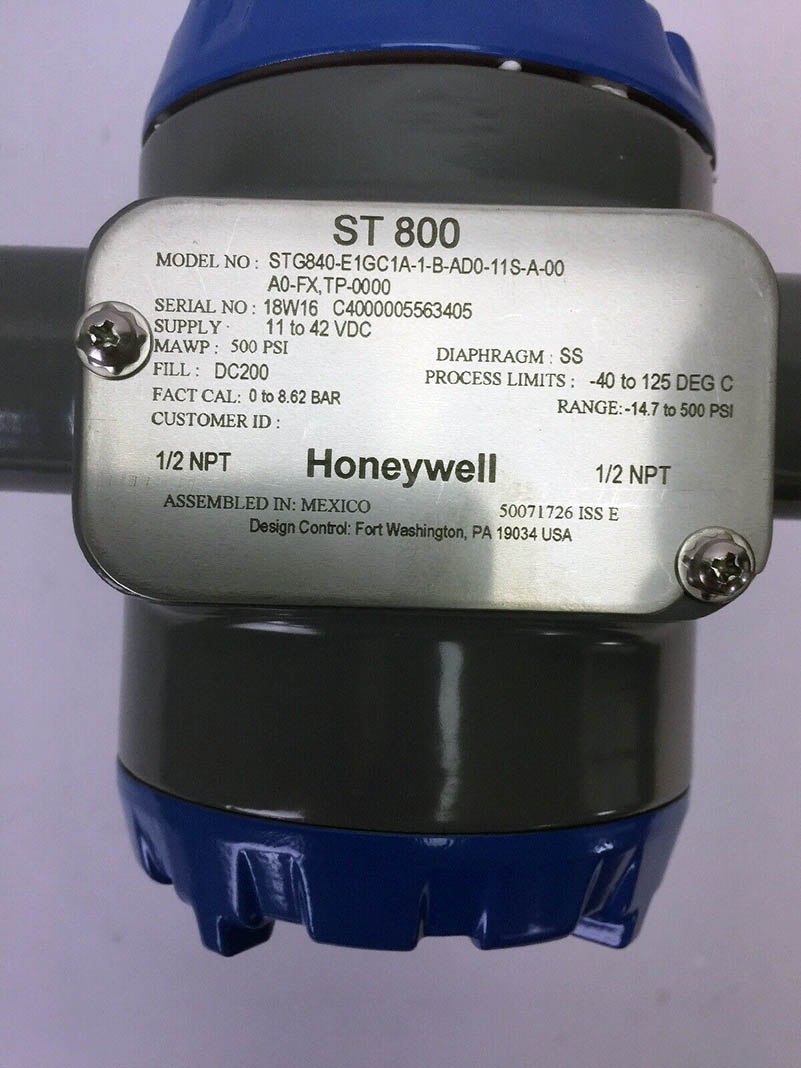 ST 800
MODEL NO : STG840-E1GC1A-1-B-AD0-11S-A-00
A0-FX,TP-0000
SERIAL NO : 18W16 C4000005563405
SUPPLY · 11 to 42 VDC
MAWP : 500 PSI
DIAPHRAGM : SS
FILL : DC200
PROCESS LIMITS : -40 to 125 DEG C
FACT CAL: 0 to 8.62 BAR
RANGE:-14.7 to 500 PSI
CUSTOMER ID :
1/2 NPT Honeywell 1/2 NPT
ASSEMBLED IN: MEXICO 50071726 ISS E
Design Control: Fort Washington, PA 19034 USA